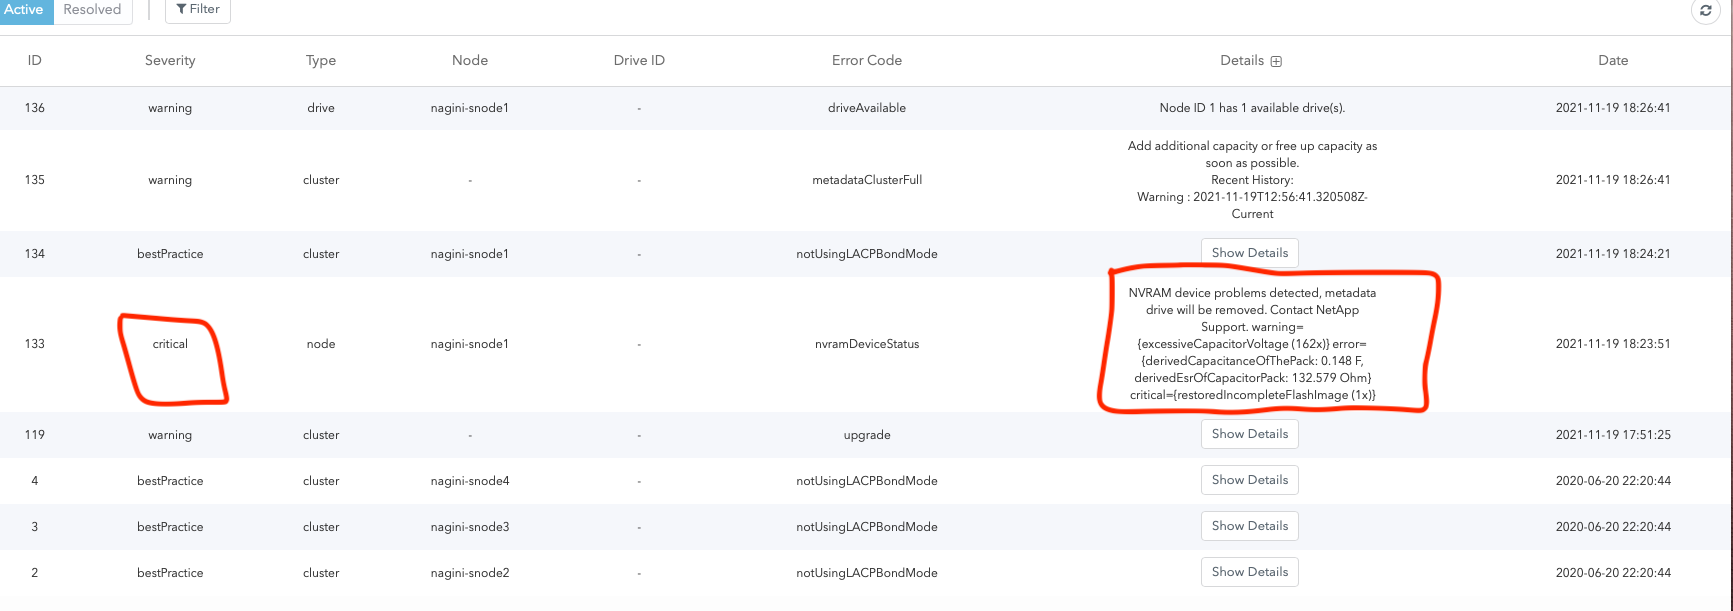 Active Resolved Filter
ID Severity Type Node Drive ID Error Code Details Date
136 warning drive nagini-snode1 - driveAvailable Node ID 1 has 1 available drive(s). 2021-11-19 18:26:41
135 warning cluster - - metadataClusterFull Add additional capacity or free up capacity as
soon as possible.
Recent History:
Warning : 2021-11-19T12:56:41.320508Z-
Current
2021-11-19 18:26:41
134 bestPractice cluster nagini-snode1 - notUsingLACPBondMode Show Details 2021-11-19 18:24:21
133 critical node nagini-snode1 - nvramDeviceStatus NVRAM device problems detected, metadata
drive will be removed. Contact NetApp
Support. warning=
{excessiveCapacitorVoltage (162x)} error=
{derivedCapacitanceOfThePack: 0.148 F,
derivedEsrOfCapacitorPack: 132.579 Ohm}
critical={restoredIncompleteFlashImage (1x)}
2021-11-19 18:23:51
119 warning cluster - - upgrade Show Details 2021-11-19 17:51:25
4 bestPractice cluster nagini-snode4 - notUsingLACPBondMode Show Details 2020-06-20 22:20:44
3 bestPractice cluster nagini-snode3 - notUsingLACPBondMode Show Details 2020-06-20 22:20:44
2 bestPractice cluster nagini-snode2 - notUsingLACPBondMode Show Details 2020-06-20 22:20:44